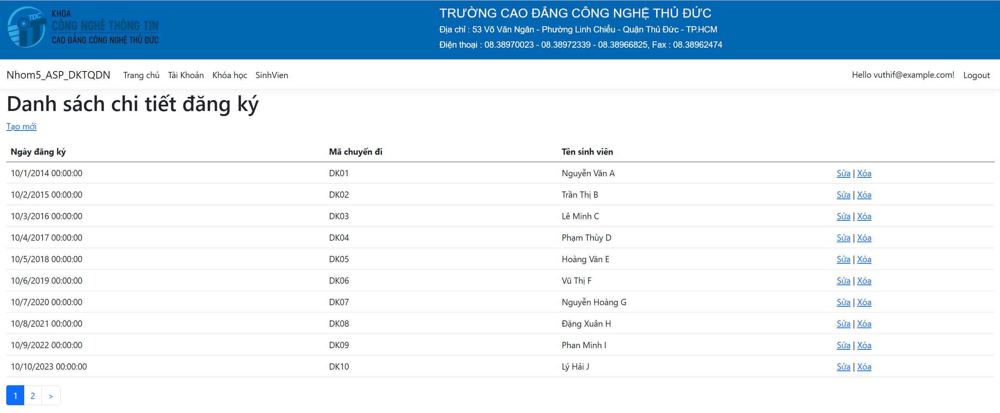 TDC
iT
KHOA
CÔNG NGHỆ THÔNG TIN
CAO ĐẲNG CÔNG NGHỆ THỦ ĐỨC
TRƯỜNG CAO ĐẲNG CÔNG NGHỆ THỦ ĐỨC
Địa chỉ : 53 Võ Văn Ngân - Phường Linh Chiểu - Quận Thủ Đức - TP.HCM
Điện thoại : 08.38970023 - 08.38972339 - 08.38966825, Fax : 08.38962474
Nhom5_ASP_DKTQDN Trang chủ Tài Khoản Khóa học SinhVien Hello vuthif@example.com! Logout
Danh sách chi tiết đăng ký
Tạo mới
Ngày đăng ký Mã chuyến đi Tên sinh viên
10/1/2014 00:00:00 DK01 Nguyễn Văn A Sửa | Xóa
10/2/2015 00:00:00 DK02 Trần Thị B Sửa | Xóa
10/3/2016 00:00:00 DK03 Lê Minh C Sửa | Xóa
10/4/2017 00:00:00 DK04 Phạm Thùy D Sửa | Xóa
10/5/2018 00:00:00 DK05 Hoàng Văn E Sửa | Xóa
10/6/2019 00:00:00 DK06 Vũ Thị F Sửa | Xóa
10/7/2020 00:00:00 DK07 Nguyễn Hoàng G Sửa | Xóa
10/8/2021 00:00:00 DK08 Đặng Xuân H Sửa | Xóa
10/9/2022 00:00:00 DK09 Phan Minh I Sửa | Xóa
10/10/2023 00:00:00 DK10 Lý Hải J Sửa | Xóa
1 2 >